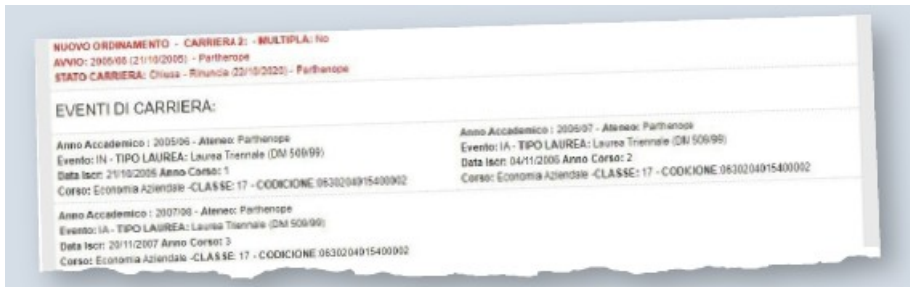 NUOVO ORDINAMENTO - CARRIERA 2: - MULTIPLA: No
AVVIO: 2005/06 (21/10/2005) - Parthenope
STATO CARRIERA: Chiusa - Rinuncia (22/10/2020) - Parthenope
EVENTI DI CARRIERA:
Anno Accademico : 2005/06 - Ateneo: Parthenope
Evento: IN - TIPO LAUREA: Laurea Triennale (DM 509/99)
Data Iscr: 21/10/2005 Anno Corso: 1
Corso: Economia Aziendale -CLASSE: 17 - CODICIONE:0630204915400002
Anno Accademico : 2006/07 - Ateneo: Parthenope
Evento: IA - TIPO LAUREA: Laurea Triennale (DM 509/99)
Data Iscr: 04/11/2006 Anno Corso: 2
Corso: Economia Aziendale -CLASSE: 17 - CODICIONE:0630204915400002
Anno Accademico : 2007/08 - Ateneo: Parthenope
Evento: IA - TIPO LAUREA: Laurea Triennale (DM 509/99)
Data Iscr: 20/11/2007 Anno Corso: 3
Corso: Economia Aziendale -CLASSE: 17 - CODICIONE:0630204915400002